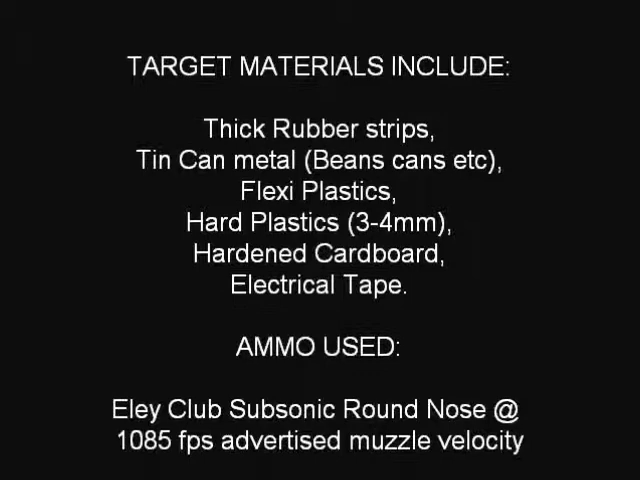 TARGET MATERIALS INCLUDE:
Thick Rubber strips,
Tin Can metal (Beans cans etc),
Flexi Plastics,
Hard Plastics (3-4mm),
Hardened Cardboard,
Electrical Tape.
AMMO USED:
Eley Club Subsonic Round Nose @
1085 fps advertised muzzle velocity